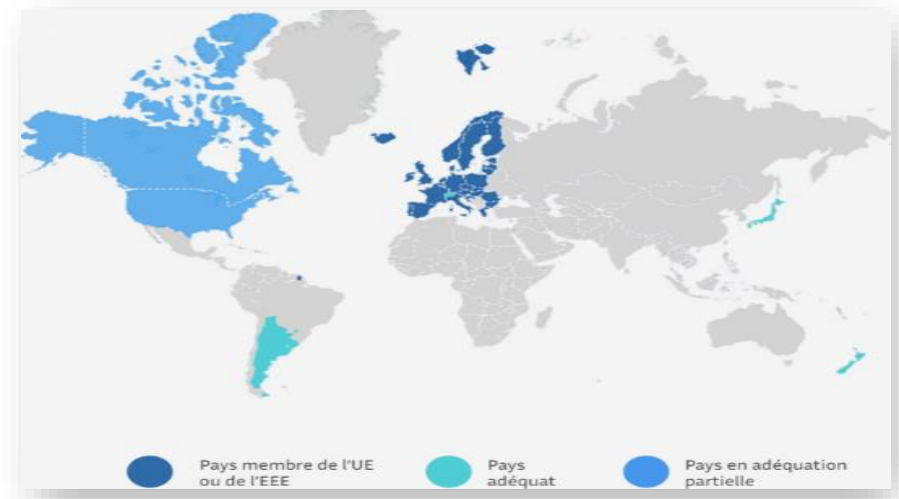 Pays membre de l'UE
ou de l'EEE
Pays
adéquat
Pays en adéquation
partielle